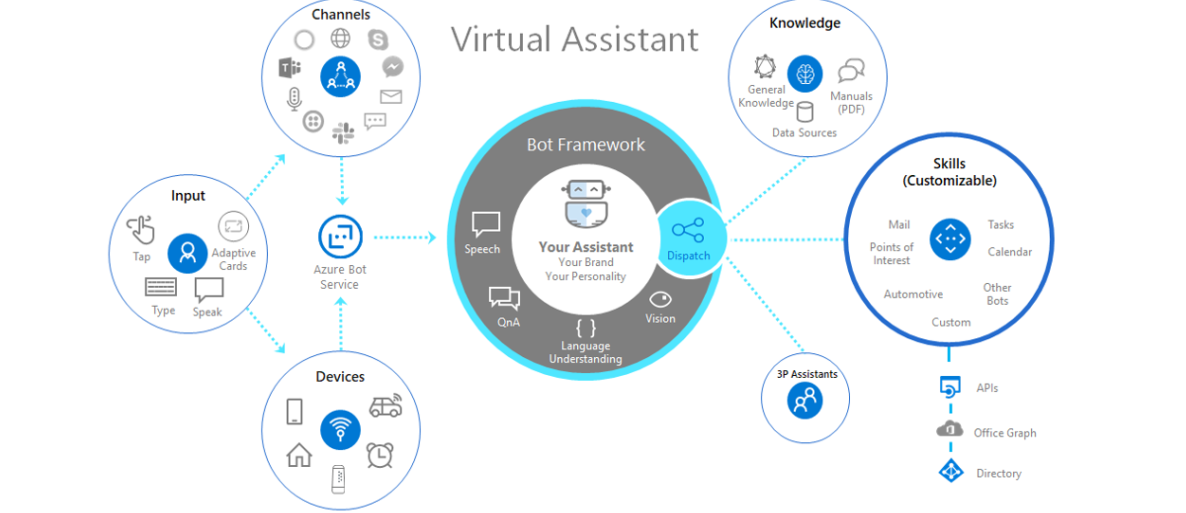 Channels
Virtual Assistant
Knowledge
General
Knowledge
Manuals
(PDF)
Data Sources
Bot Framework
Skills
(Customizable)
Input
Tap
Adaptive
Cards
Type
Speak
Azure Bot
Service
Speech
Your Assistant
Your Brand
Your Personality
Dispatch
QnA
Vision
{ }
Language
Understanding
Mail
Tasks
Points of
Interest
Calendar
Automotive
Other
Bots
Custom
Devices
3P Assistants
APIs
Office Graph
Directory